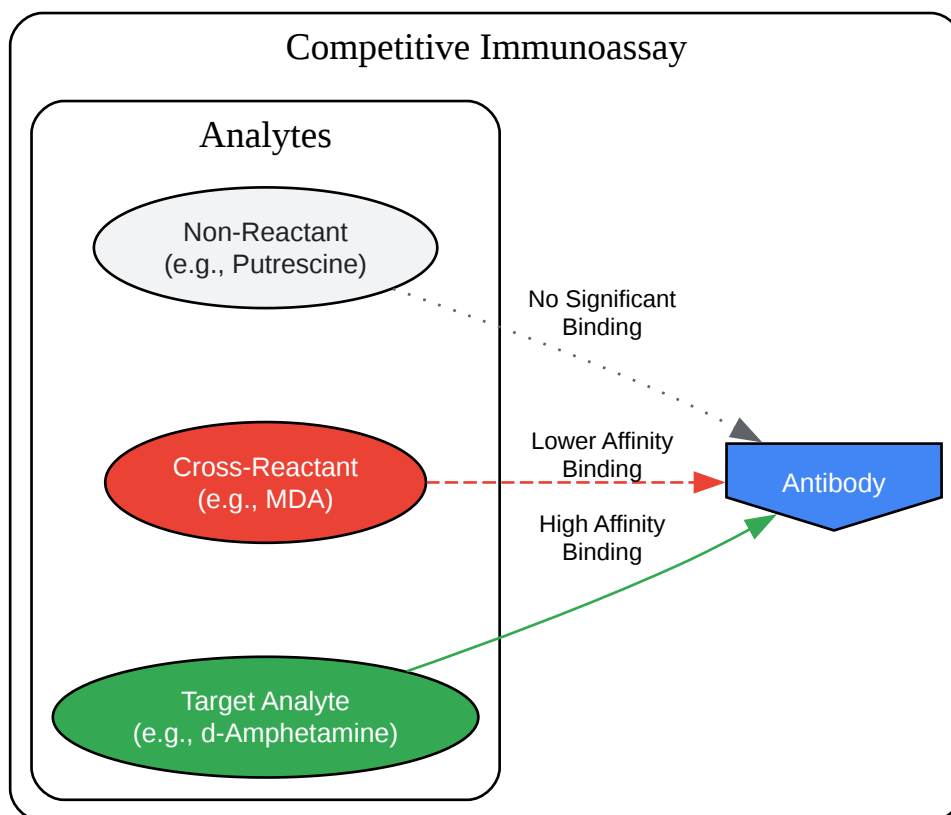 Competitive Immunoassay
Analytes
Non-Reactant
(e.g., Putrescine)
No Significant
Binding
Cross-Reactant
(e.g., MDA)
Lower Affinity
Binding
Antibody
High Affinity
Binding
Target Analyte
(e.g., d-Amphetamine)